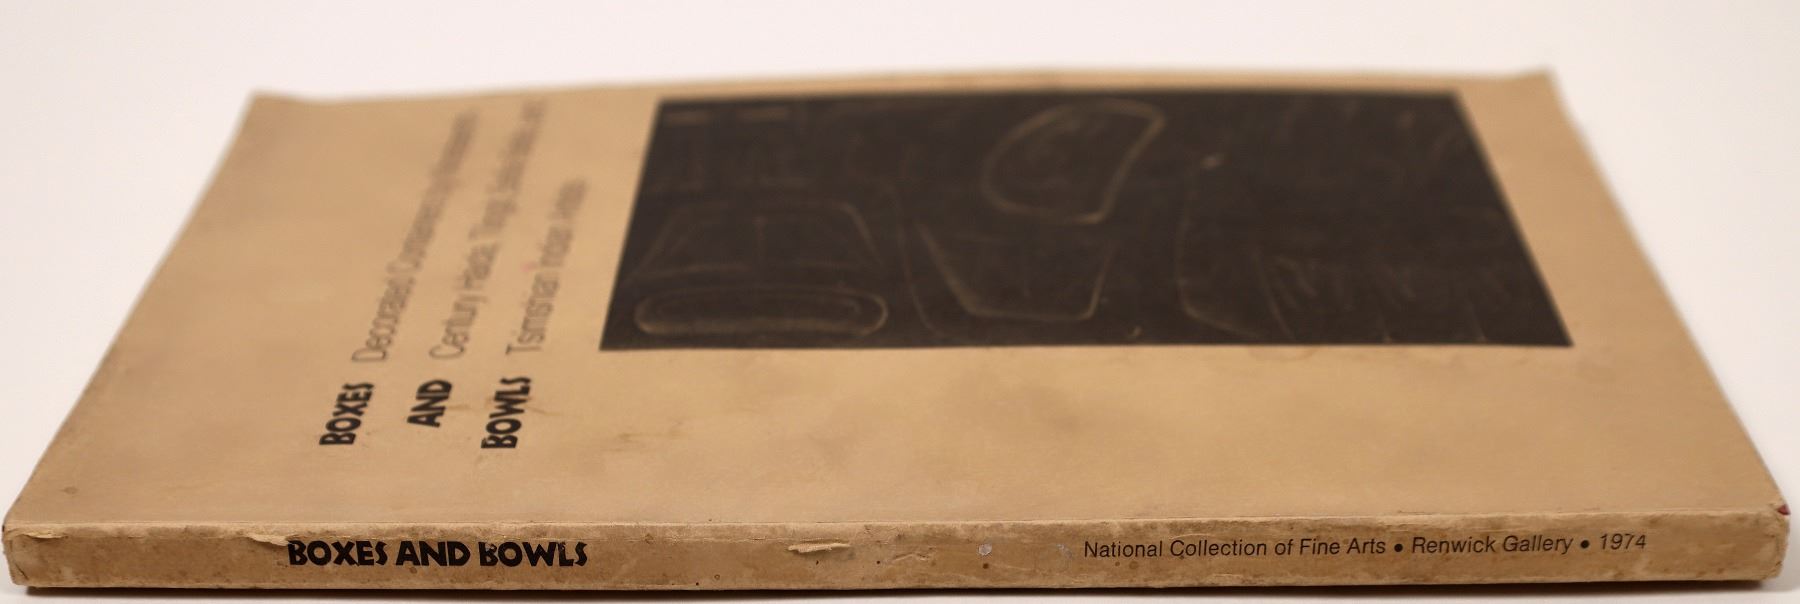 BOXES Decorated Containers by Nineteenth-
AND Century Haida, Tlingit, Bella Bella, and
BOWLS Tsimshian Indian Artists
BOXES AND BOWLS
National Collection of Fine Arts • Renwick Gallery • 1974